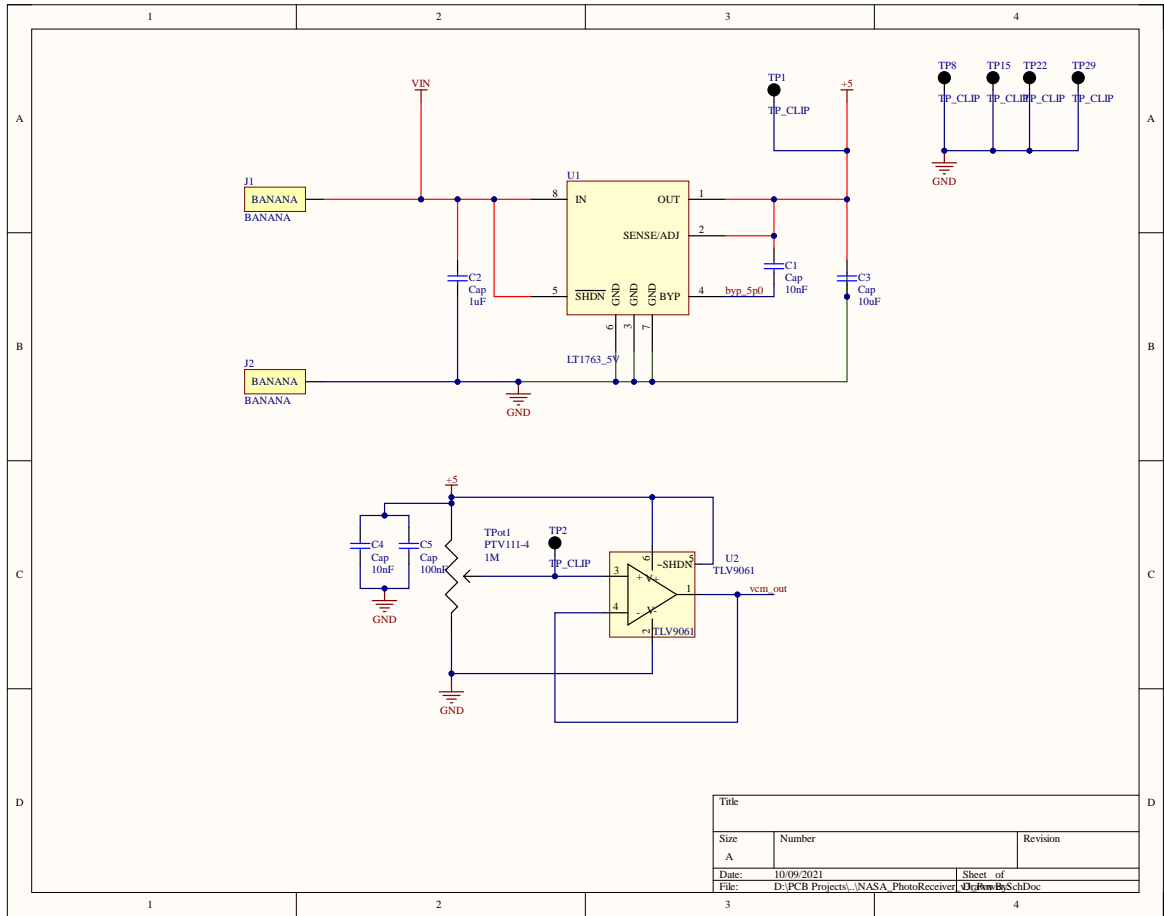 1 2 3 4
A A
B B
C C
D D
VIN
TP1
TP_CLIP
+5
TP8 TP15 TP22 TP29
TP_CLIP TP_CLIP TP_CLIP TP_CLIP
GND
J1
BANANA
BANANA
U1
8 IN OUT 1
SENSE/ADJ 2
5 SHDN GND GND GND BYP 4
6 3 7
byp_5p0
LT1763_5V
C2
Cap
1uF
C1
Cap
10nF
C3
Cap
10uF
J2
BANANA
BANANA
GND
+5
C4
Cap
10nF
C5
Cap
100nF
GND
TPot1
PTV111-4
1M
TP2
TP_CLIP
U2
TLV9061
~SHDN 5
6
3 + V+
1
4 - V-
2
TLV9061
vcm_out
GND
Title
Size Number Revision
A
Date: 10/09/2021 Sheet of
File: D:\PCB Projects\..\NASA_PhotoReceiver_
SchDoc
1 2 3 4